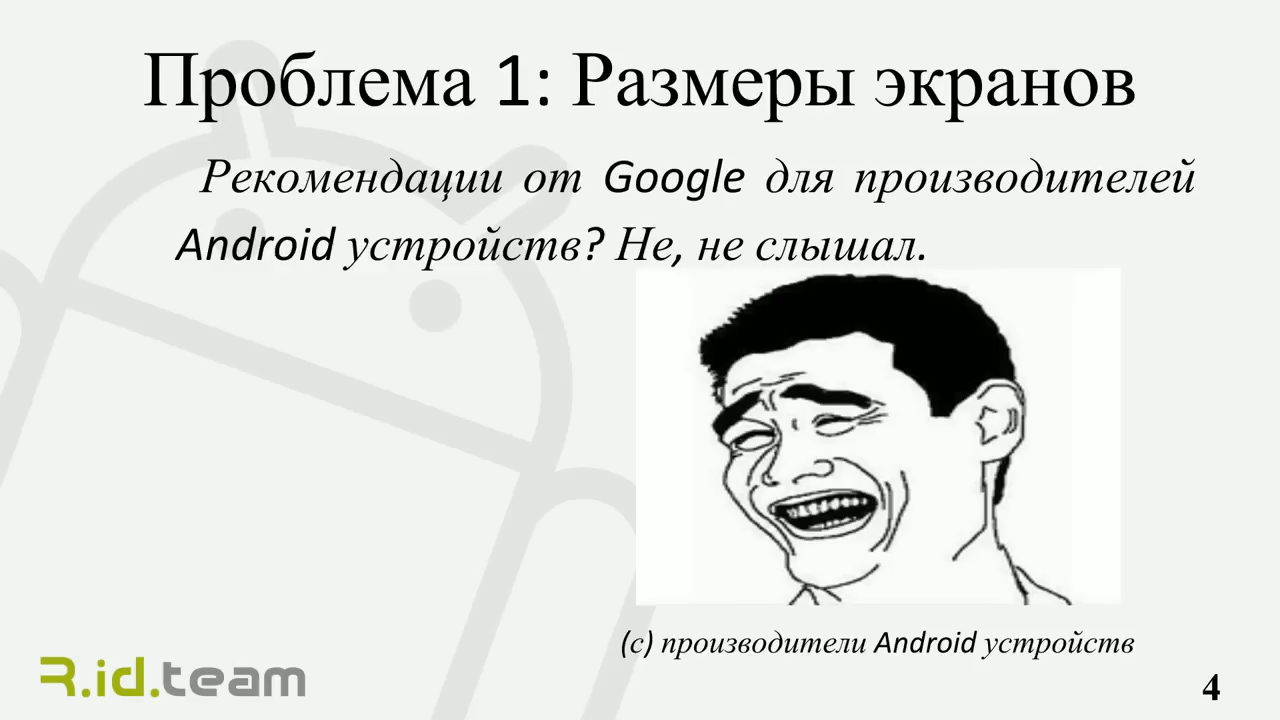 Проблема 1: Размеры экранов
Рекомендации от Google для производителей
Android устройств? Не, не слышал.
(с) производители Android устройств
R.id.team
4